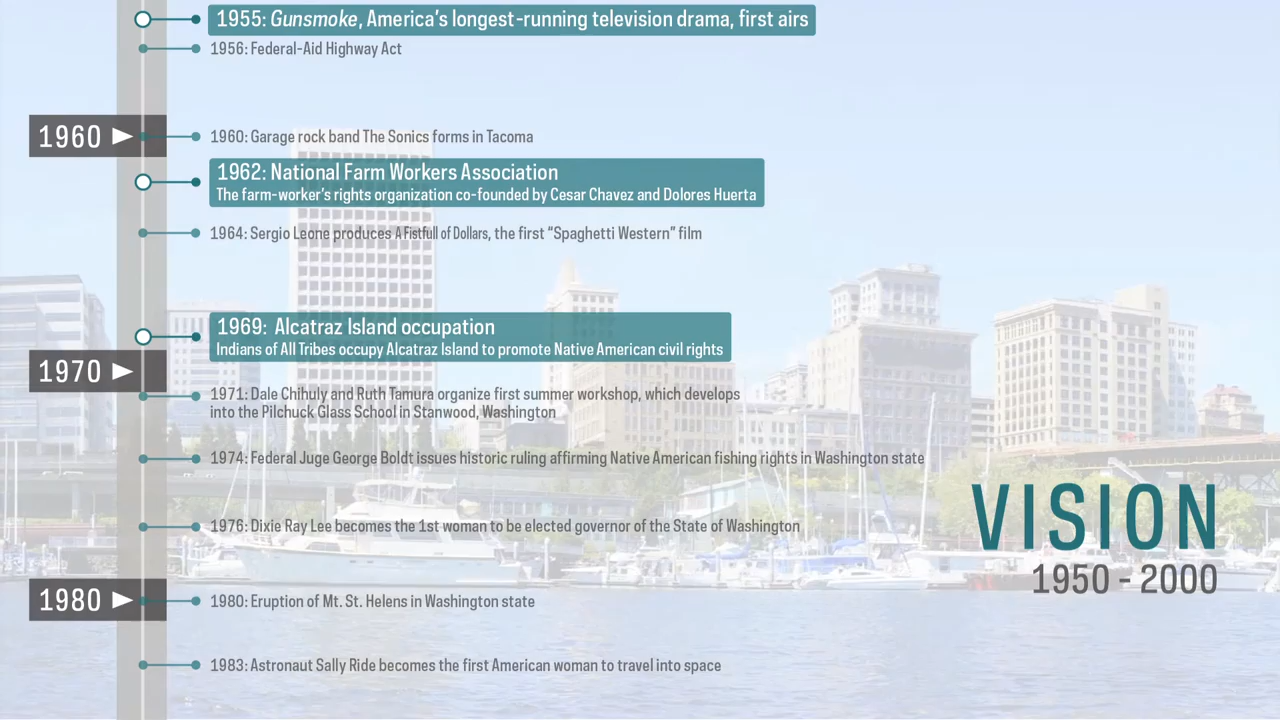 1955: Gunsmoke, America's longest-running television drama, first airs
1956: Federal-Aid Highway Act
1960
1960: Garage rock band The Sonics forms in Tacoma
1962: National Farm Workers Association
The farm-worker's rights organization co-founded by Cesar Chavez and Dolores Huerta
1964: Sergio Leone produces A Fistfull of Dollars, the first “Spaghetti Western” film
1969: Alcatraz Island occupation
Indians of All Tribes occupy Alcatraz Island to promote Native American civil rights
1970
1971: Dale Chihuly and Ruth Tamura organize first summer workshop, which develops
into the Pilchuck Glass School in Stanwood, Washington
1974: Federal Juge George Boldt issues historic ruling affirming Native American fishing rights in Washington state
1976: Dixie Ray Lee becomes the 1st woman to be elected governor of the State of Washington
1980
1980: Eruption of Mt. St. Helens in Washington state
1983: Astronaut Sally Ride becomes the first American woman to travel into space
VISION
1950 - 2000